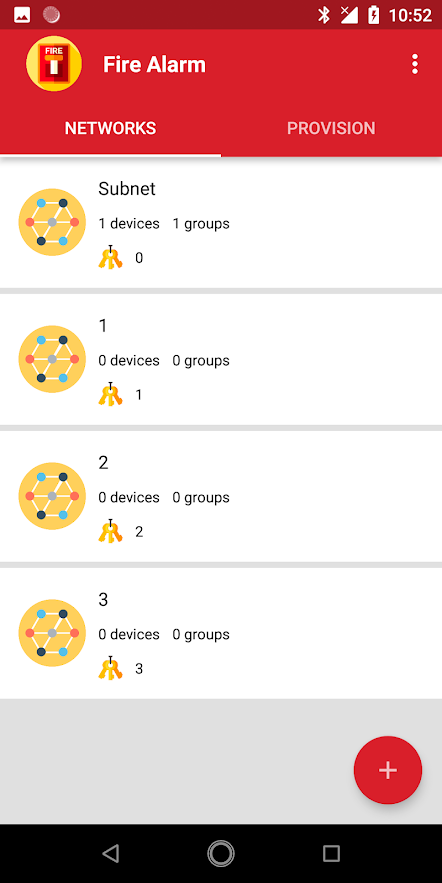 10:52
FIRE
Fire Alarm
NETWORKS PROVISION
Subnet
1 devices 1 groups
0
1
0 devices 0 groups
1
2
0 devices 0 groups
2
3
0 devices 0 groups
3